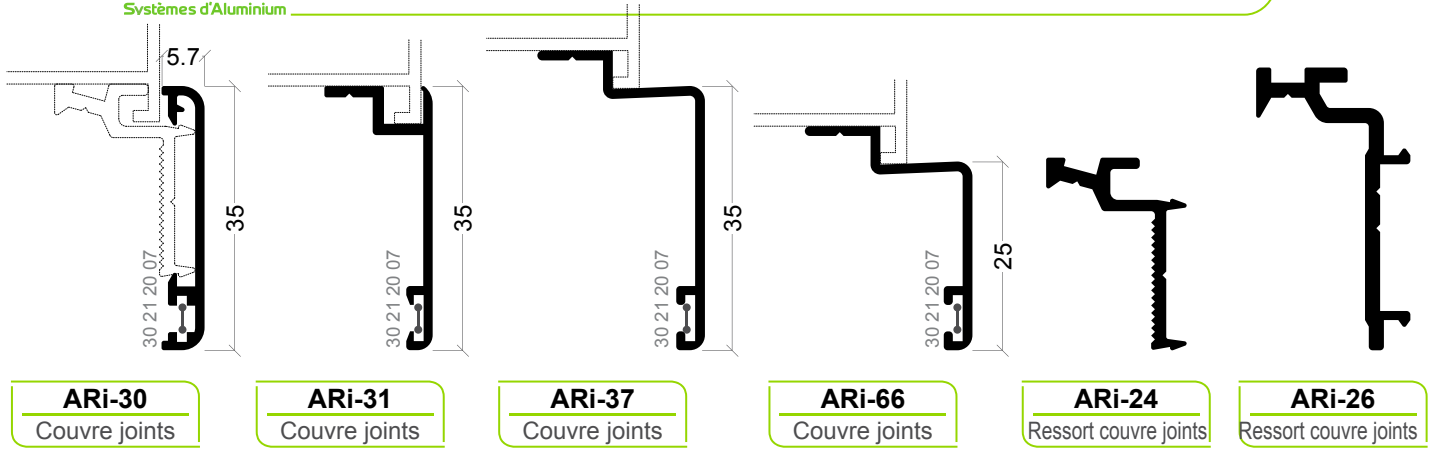 Systèmes d'Aluminium
5.7
35
30 21 20 07
35
30 21 20 07
35
30 21 20 07
25
30 21 20 07
ARi-30
Couvre joints
ARi-31
Couvre joints
ARi-37
Couvre joints
ARi-66
Couvre joints
ARi-24
Ressort couvre joints
ARi-26
Ressort couvre joints